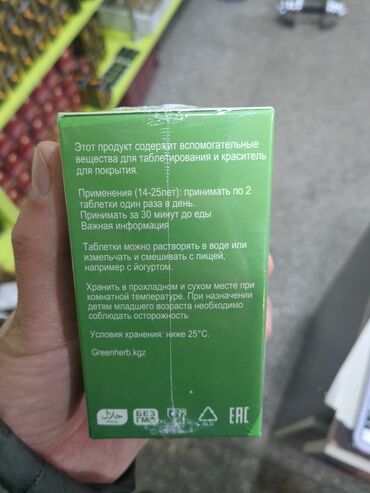 Этот продукт содержит вспомогательные
вещества для таблетирования и краситель
для покрытия.
Применения (14-25лет): принимать по 2
таблетки один раза в день.
Принимать за 30 минут до еды
Важная информация
Таблетки можно растворять в воде или
измельчать и смешивать с пищей,
например с йогуртом.
Хранить в прохладном и сухом месте при
комнатной температуре. При назначении
детям младшего возраста необходимо
соблюдать осторожность
Условия хранения: ниже 25°C.
Greenherb.kgz
حلال
БЕЗ
ГМО
ALU
EAC